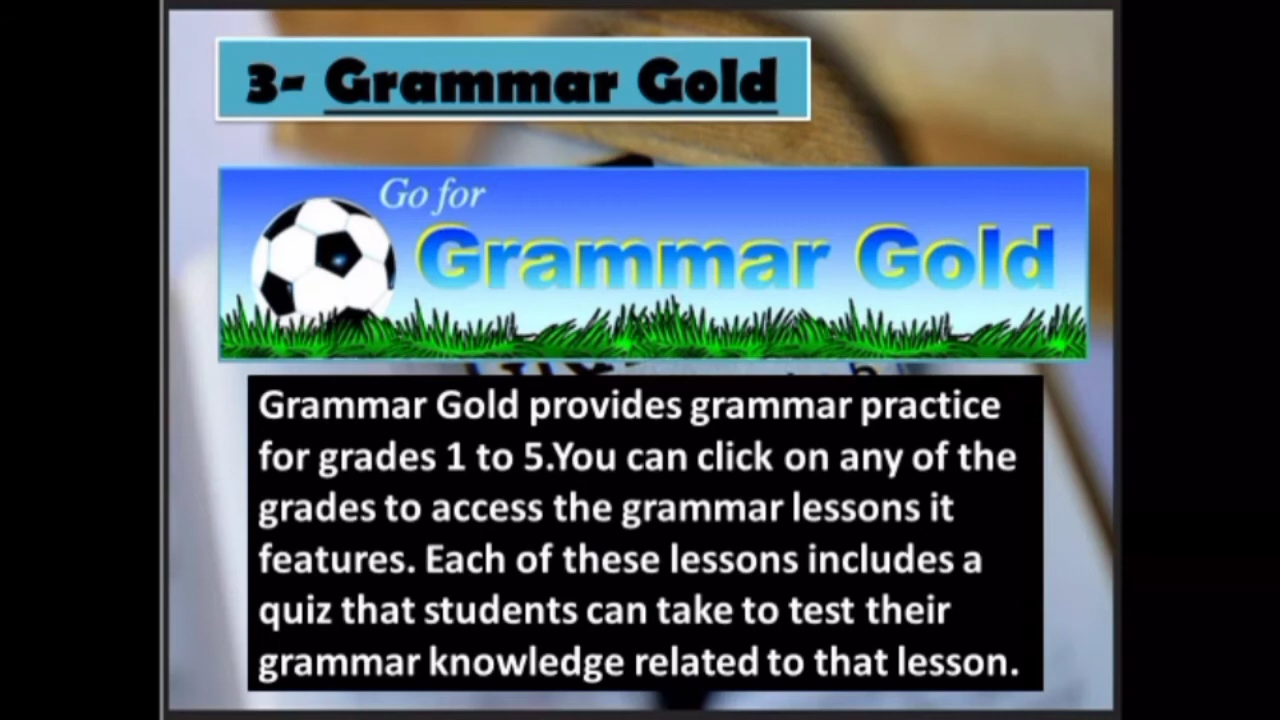 3- Grammar Gold
Go for
Grammar Gold
Grammar Gold provides grammar practice
for grades 1 to 5.You can click on any of the
grades to access the grammar lessons it
features. Each of these lessons includes a
quiz that students can take to test their
grammar knowledge related to that lesson.